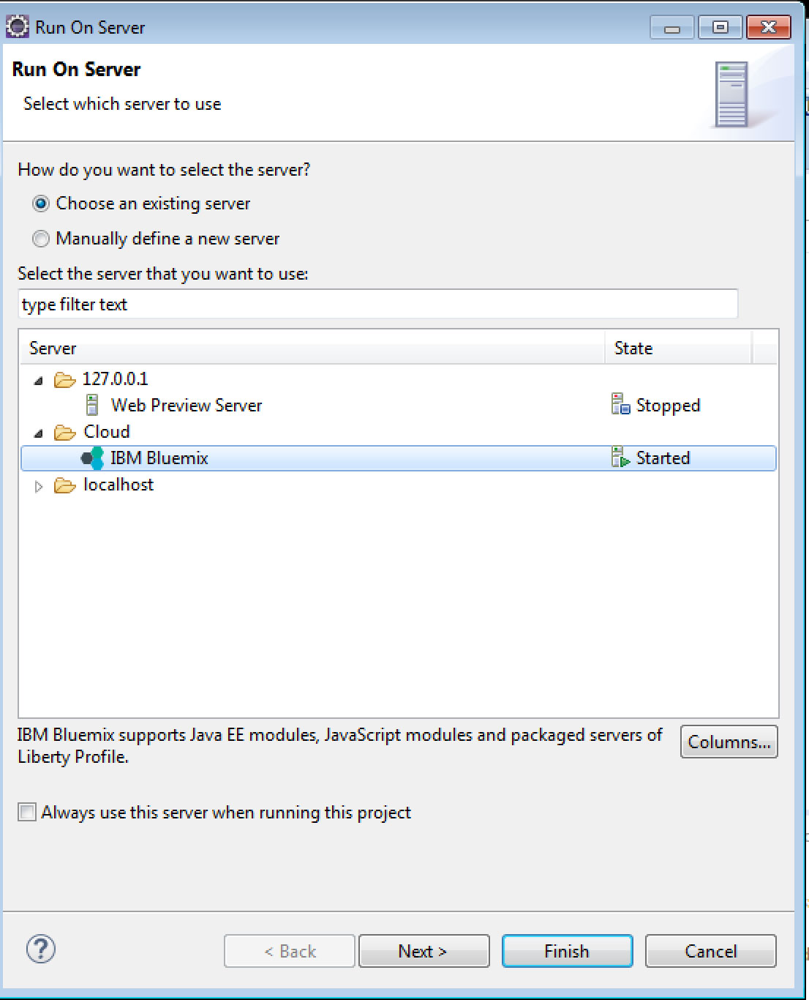 Run On Server
Run On Server
Select which server to use
How do you want to select the server?
Choose an existing server
Manually define a new server
Select the server that you want to use:
type filter text
Server State
127.0.0.1
Web Preview Server Stopped
Cloud
IBM Bluemix Started
localhost
IBM Bluemix supports Java EE modules, JavaScript modules and packaged servers of
Liberty Profile.
Columns...
Always use this server when running this project
? < Back Next > Finish Cancel